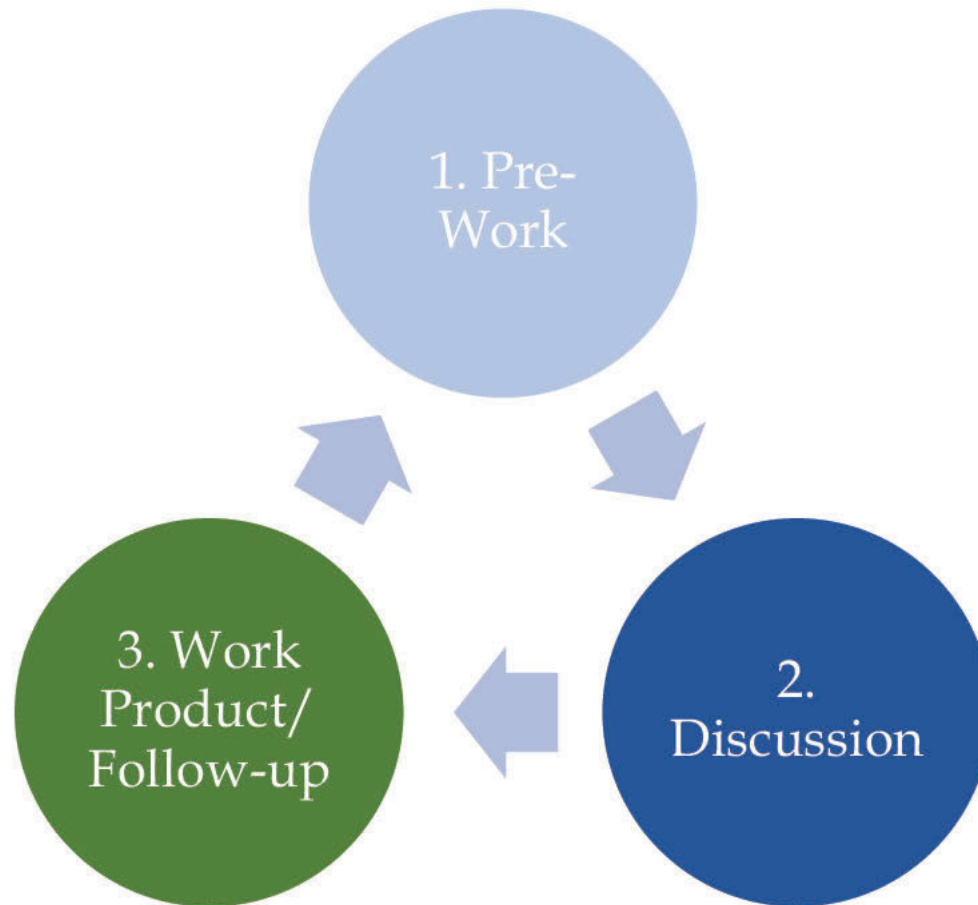 1. Pre-
Work
2.
Discussion
3. Work
Product/
Follow-up